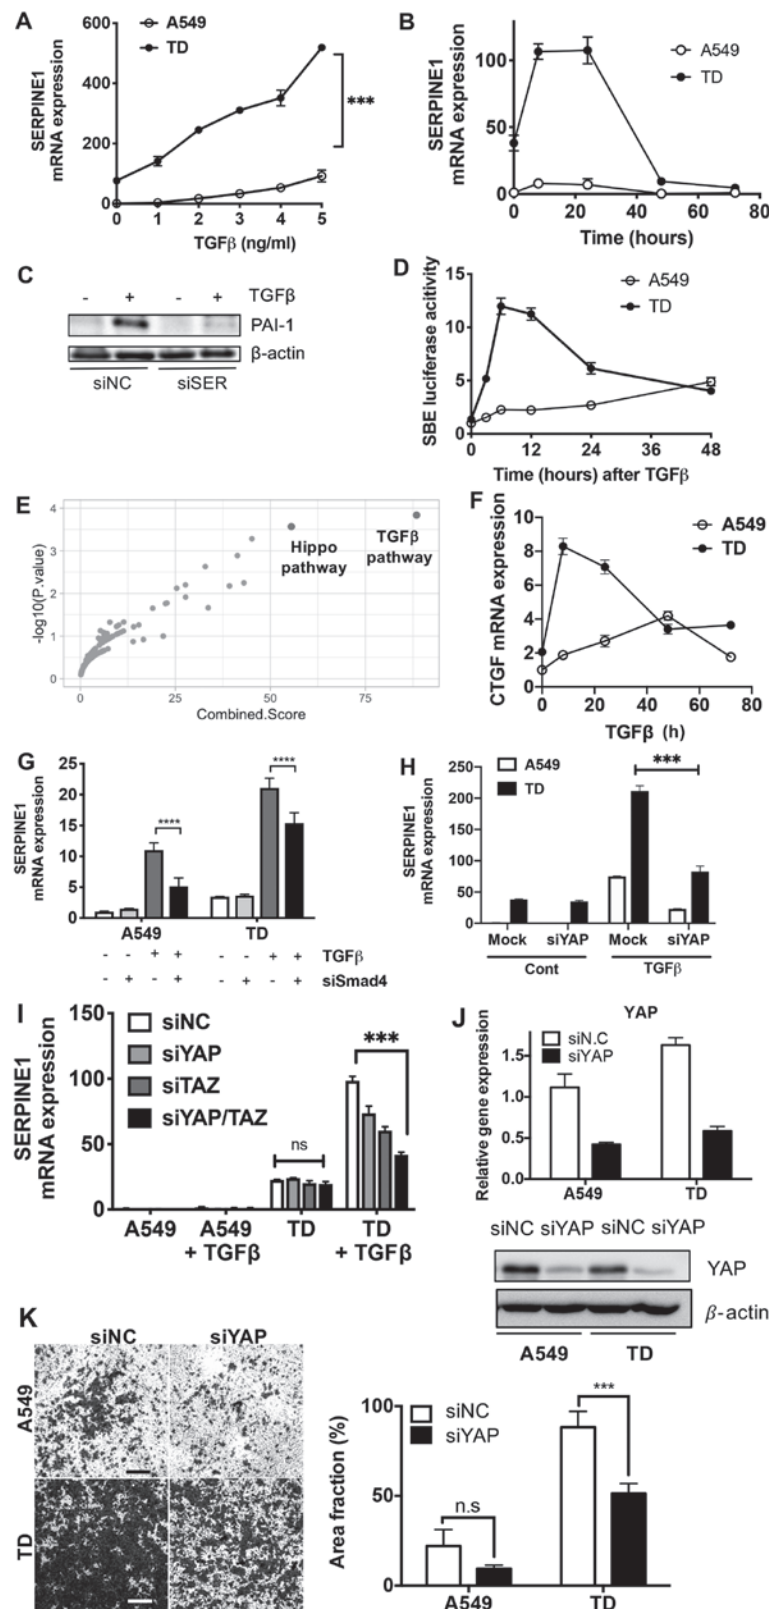 A
SERPINE1
mRNA expression
600
400
200
0
0 1 2 3 4 5
TGFβ (ng/ml)
A549
TD
***
B
SERPINE1
mRNA expression
100
50
0
0 20 40 60 80
Time (hours)
A549
TD
C
- + - + TGFβ
PAI-1
β-actin
siNC siSER
D
SBE luciferase acitivity
15
10
5
0
0 12 24 36 48
Time (hours) after TGFβ
A549
TD
E
-log10(P.value)
4
3
2
1
0
Hippo
pathway
TGFβ
pathway
0 25 50 75
Combined.Score
F
CTGF mRNA expression
10
8
6
4
2
0
0 20 40 60 80
TGFβ (h)
A549
TD
G
SERPINE1
mRNA expression
25
20
15
10
5
0
****
****
A549 TD
- - + + - - + + TGFβ
- + - + - + - + siSmad4
H
SERPINE1
mRNA expression
250
200
150
100
50
0
A549
TD
***
Mock siYAP Mock siYAP
Cont TGFβ
I
SERPINE1
mRNA expression
150
100
50
0
siNC
siYAP
siTAZ
siYAP/TAZ
ns
***
A549 A549 TD TD
+ TGFβ + TGFβ
J
YAP
Relative gene expression
1.5
1.0
0.5
0.0
siN.C
siYAP
A549 TD
siNC siYAP siNC siYAP
YAP
β-actin
A549 TD
K
siNC siYAP
A549
TD
Area fraction (%)
100
50
0
siNC
siYAP
n.s
***
A549 TD